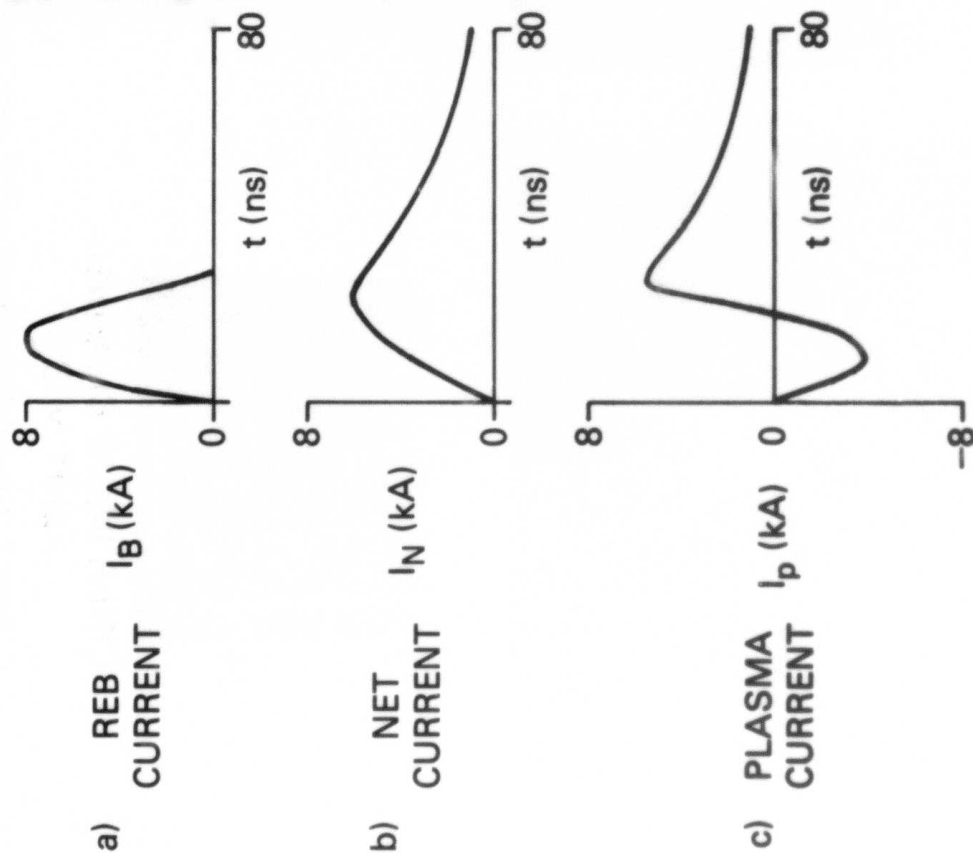 a) REB
CURRENT
I_B (kA)
8
0
t (ns)
80
b) NET
CURRENT
I_N (kA)
8
0
t (ns)
80
c) PLASMA
CURRENT
I_p (kA)
8
0
-8
t (ns)
80